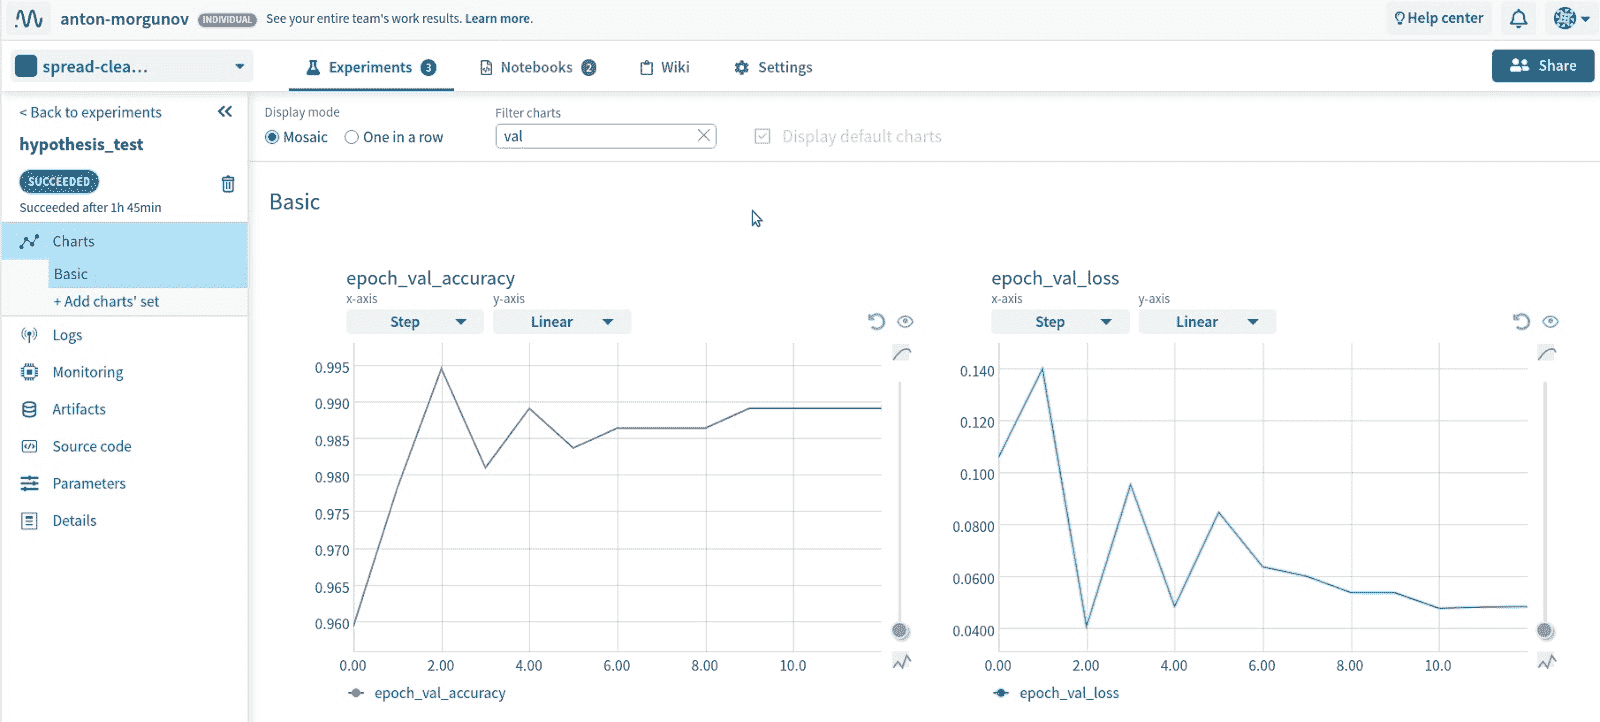 anton-morgunov INDIVIDUAL See your entire team's work results. Learn more. Help center
spread-clea... Experiments 3 Notebooks 2 Wiki Settings Share
< Back to experiments
hypothesis_test
SUCCEEDED
Succeeded after 1h 45min
Charts
Basic
+ Add charts' set
Logs
Monitoring
Artifacts
Source code
Parameters
Details
Display mode
Mosaic One in a row
Filter charts
val
Display default charts
Basic
epoch_val_accuracy
x-axis y-axis
Step Linear
0.995
0.990
0.985
0.980
0.975
0.970
0.965
0.960
0.00 2.00 4.00 6.00 8.00 10.0
epoch_val_accuracy
epoch_val_loss
x-axis y-axis
Step Linear
0.140
0.120
0.100
0.0800
0.0600
0.0400
0.00 2.00 4.00 6.00 8.00 10.0
epoch_val_loss